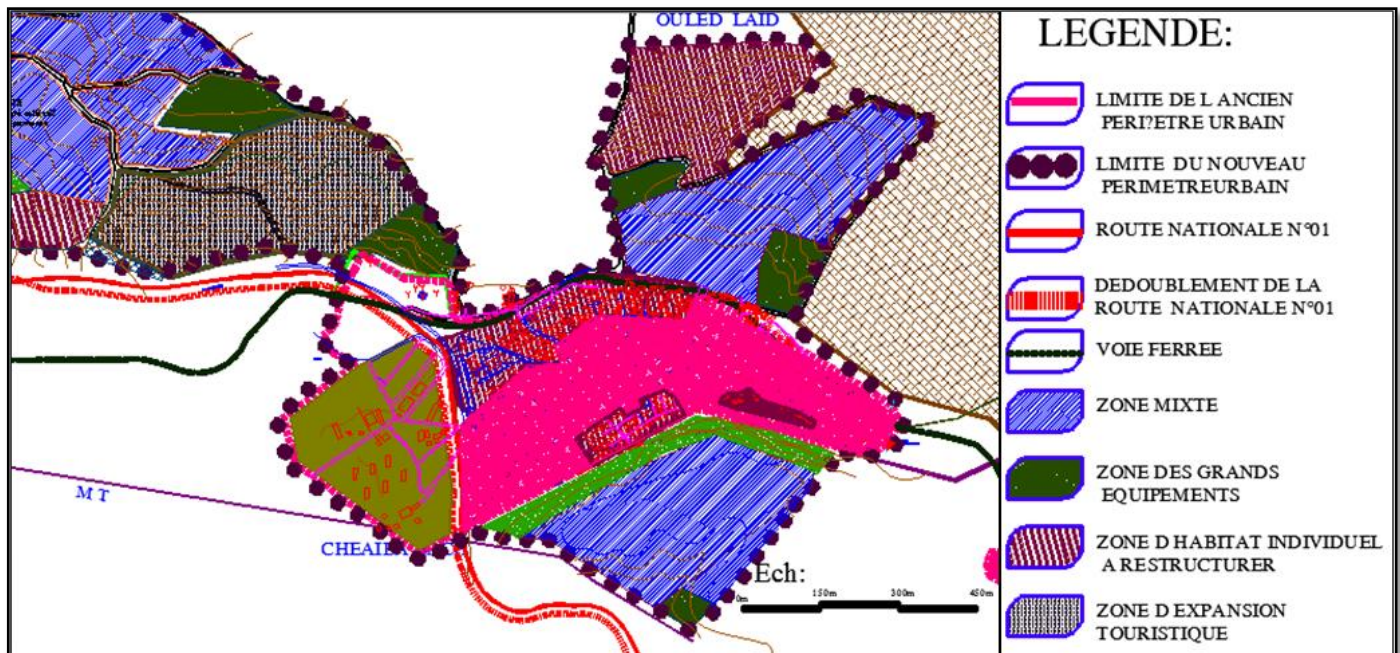 OULED LAID
M T
Ech:
0m 150m 300m 450m
LEGENDE:
LIMITE DE L ANCIEN
PERI?ETRE URBAIN
LIMITE DU NOUVEAU
PERIMETREURBAIN
ROUTE NATIONALE N°01
DEDOUBLEMENT DE LA
ROUTE NATIONALE N°01
VOIE FERREE
ZONE MIXTE
ZONE DES GRANDS
EQUIPEMENTS
ZONE D HABITAT INDIVIDUEL
A RESTRUCTURER
ZONE D EXPANSION
TOURISTIQUE